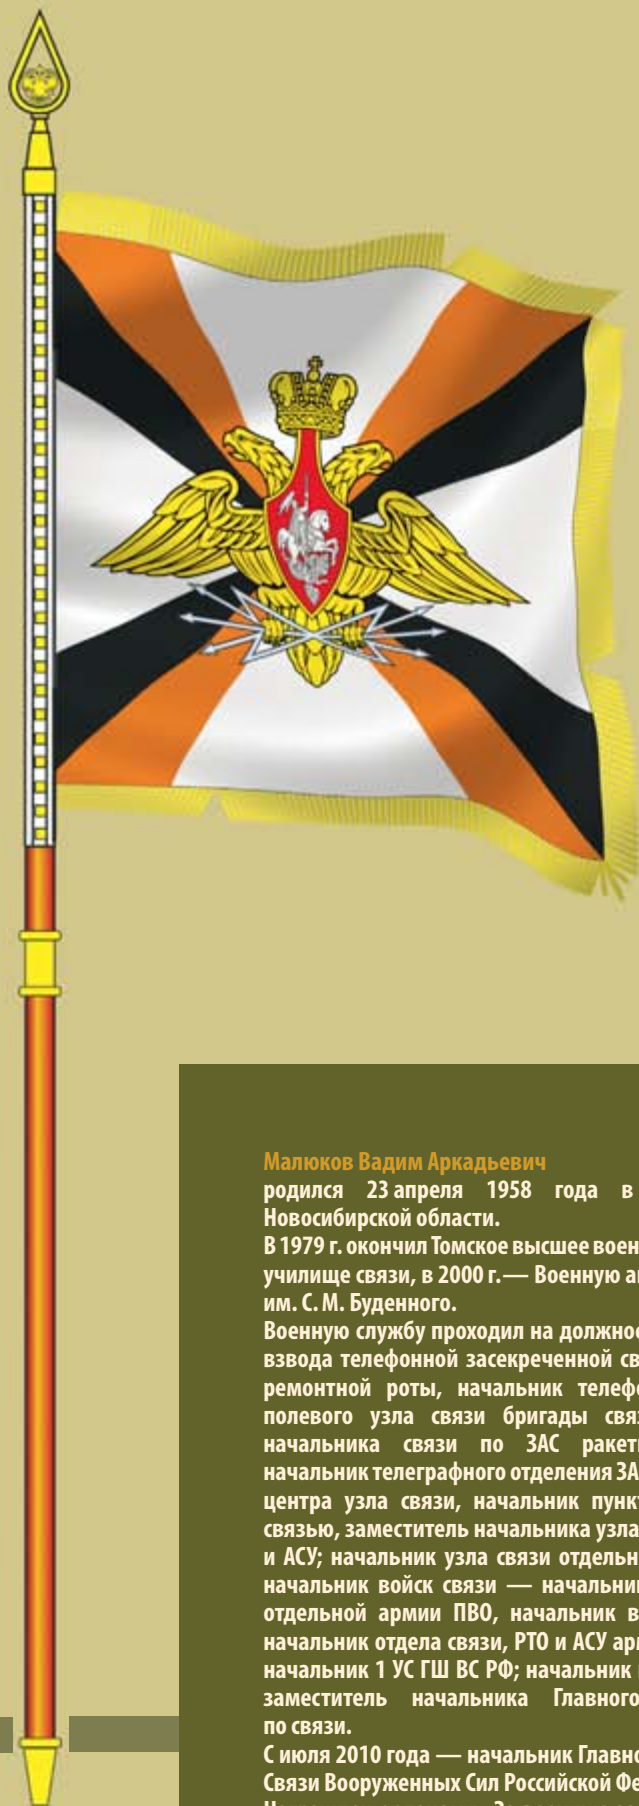 Малюков Вадим Аркадьевич
родился 23 апреля 1958 года в
Новосибирской области.
В 1979 г. окончил Томское высшее воен
училище связи, в 2000 г.— Военную а
им. С. М. Буденного.
Военную службу проходил на должнос
взвода телефонной засекреченной св
ремонтной роты, начальник телеф
полевого узла связи бригады свя
начальника связи по ЗАС ракет
начальник телеграфного отделения ЗА
центра узла связи, начальник пунк
связью, заместитель начальника узла
и АСУ; начальник узла связи отдельн
начальник войск связи — начальни
отдельной армии ПВО, начальник в
начальник отдела связи, РТО и АСУ ар
начальник 1 УС ГШ ВС РФ; начальник
заместитель начальника Главного
по связи.
С июля 2010 года — начальник Главно
Связи Вооруженных Сил Российской Фе